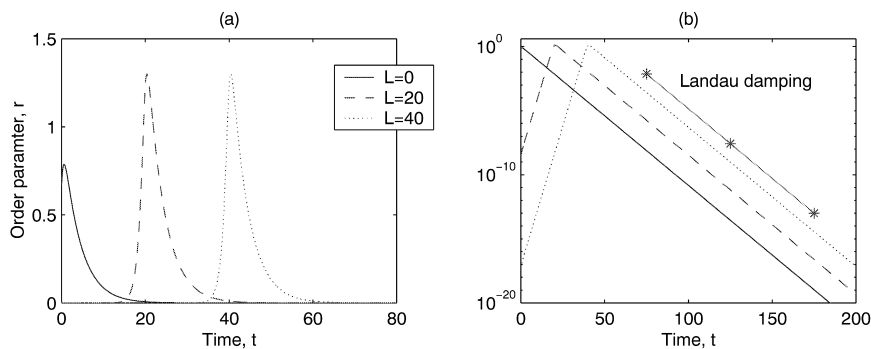 (a)
1.5
1
0.5
0
Order paramter, r
0 20 40 60 80
Time, t
L=0
L=20
L=40
(b)
10^0
10^-10
10^-20
Landau damping
0 50 100 150 200
Time, t